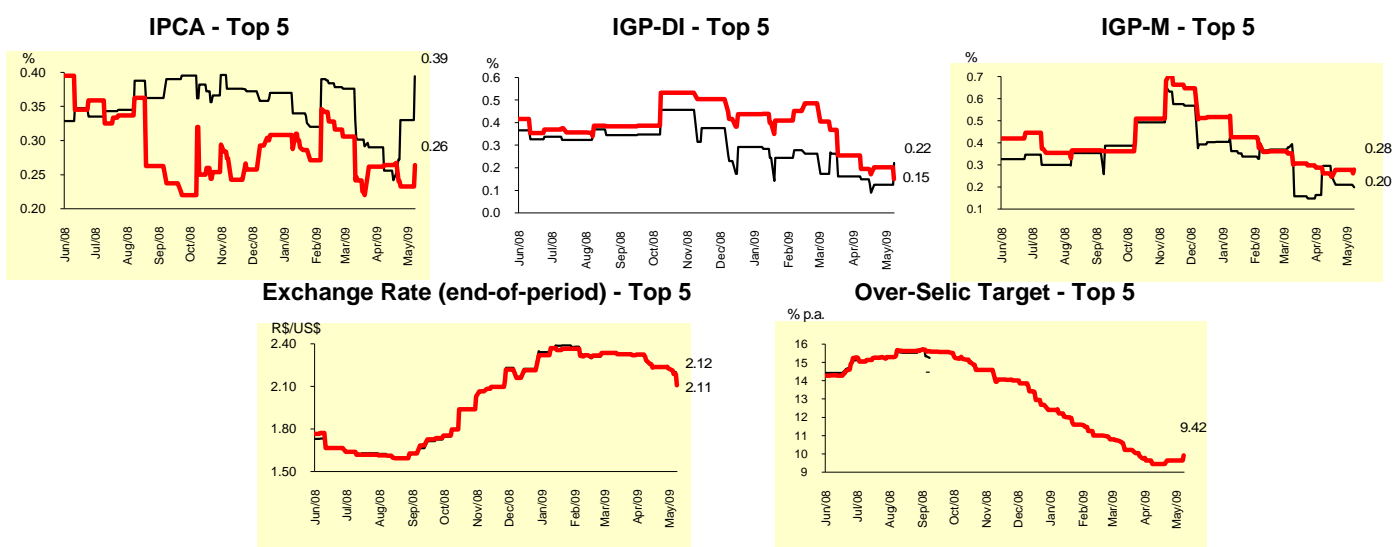 IPCA - Top 5
%
0.40
0.35
0.30
0.25
0.20
0.39
0.26
Jun/08
Jul/08
Aug/08
Sep/08
Oct/08
Nov/08
Dec/08
Jan/09
Feb/09
Mar/09
Apr/09
May/09
IGP-DI - Top 5
%
0.6
0.5
0.4
0.3
0.2
0.1
0.0
0.22
0.15
Jun/08
Jul/08
Aug/08
Sep/08
Oct/08
Nov/08
Dec/08
Jan/09
Feb/09
Mar/09
Apr/09
May/09
IGP-M - Top 5
%
0.7
0.6
0.5
0.4
0.3
0.2
0.1
0.28
0.20
Jun/08
Jul/08
Aug/08
Sep/08
Oct/08
Nov/08
Dec/08
Jan/09
Feb/09
Mar/09
Apr/09
May/09
Exchange Rate (end-of-period) - Top 5
R$/US$
2.40
2.10
1.80
1.50
2.12
2.11
Jun/08
Jul/08
Aug/08
Sep/08
Oct/08
Nov/08
Dec/08
Jan/09
Feb/09
Mar/09
Apr/09
May/09
Over-Selic Target - Top 5
% p.a.
16
15
14
13
12
11
10
9
-
9.42
Jun/08
Jul/08
Aug/08
Sep/08
Oct/08
Nov/08
Dec/08
Jan/09
Feb/09
Mar/09
Apr/09
May/09